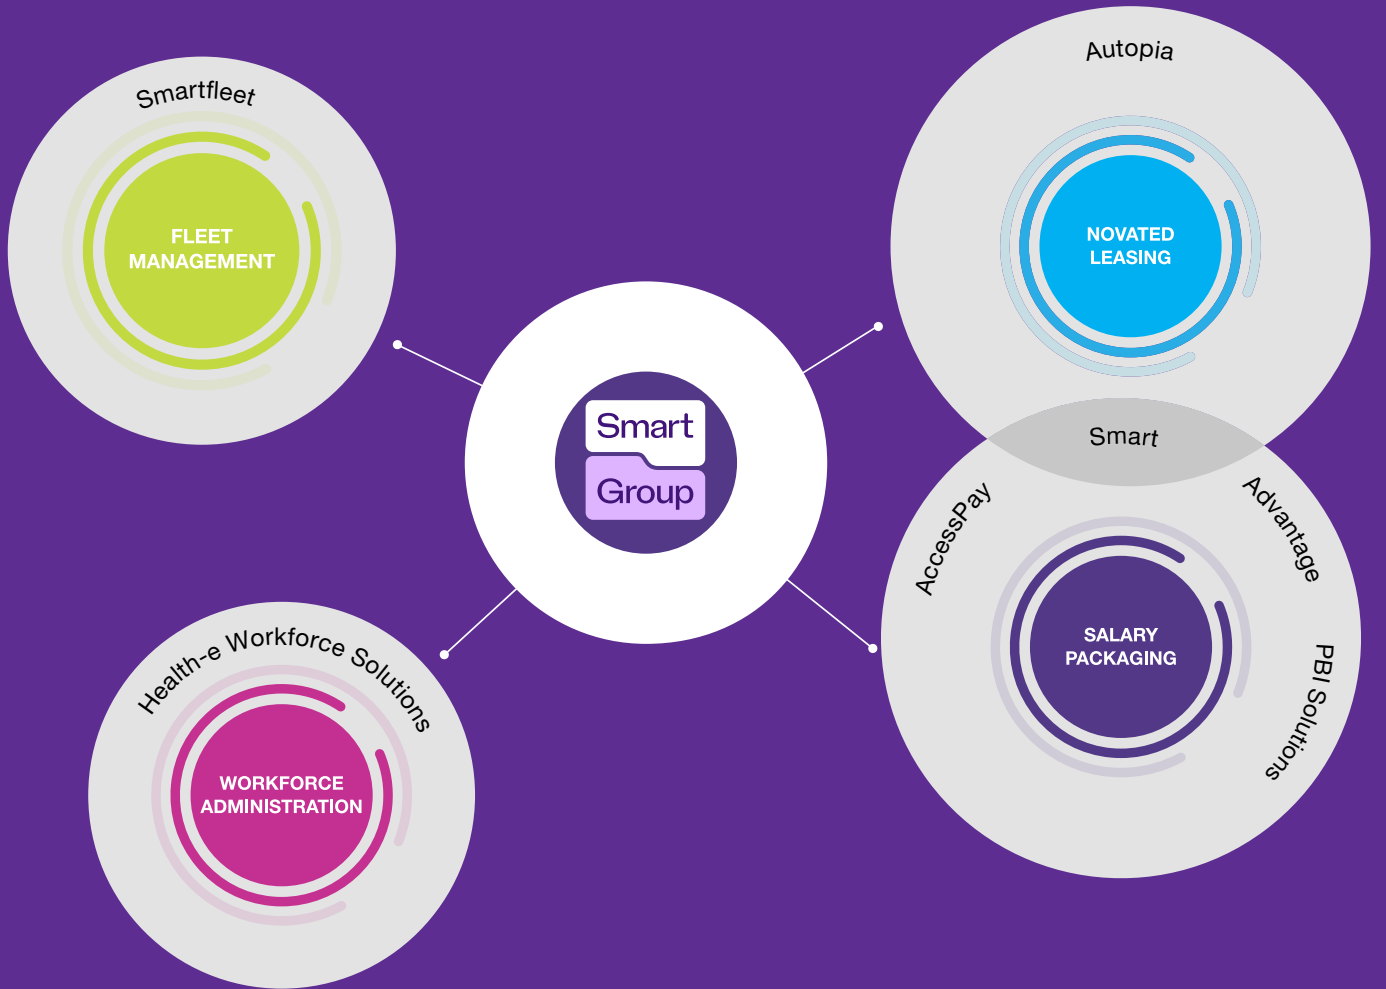 Smartfleet
FLEET
MANAGEMENT
Autopia
NOVATED
LEASING
Smart
Group
Smart
AccessPay
Advantage
PBI Solutions
SALARY
PACKAGING
Health-e Workforce Solutions
WORKFORCE
ADMINISTRATION